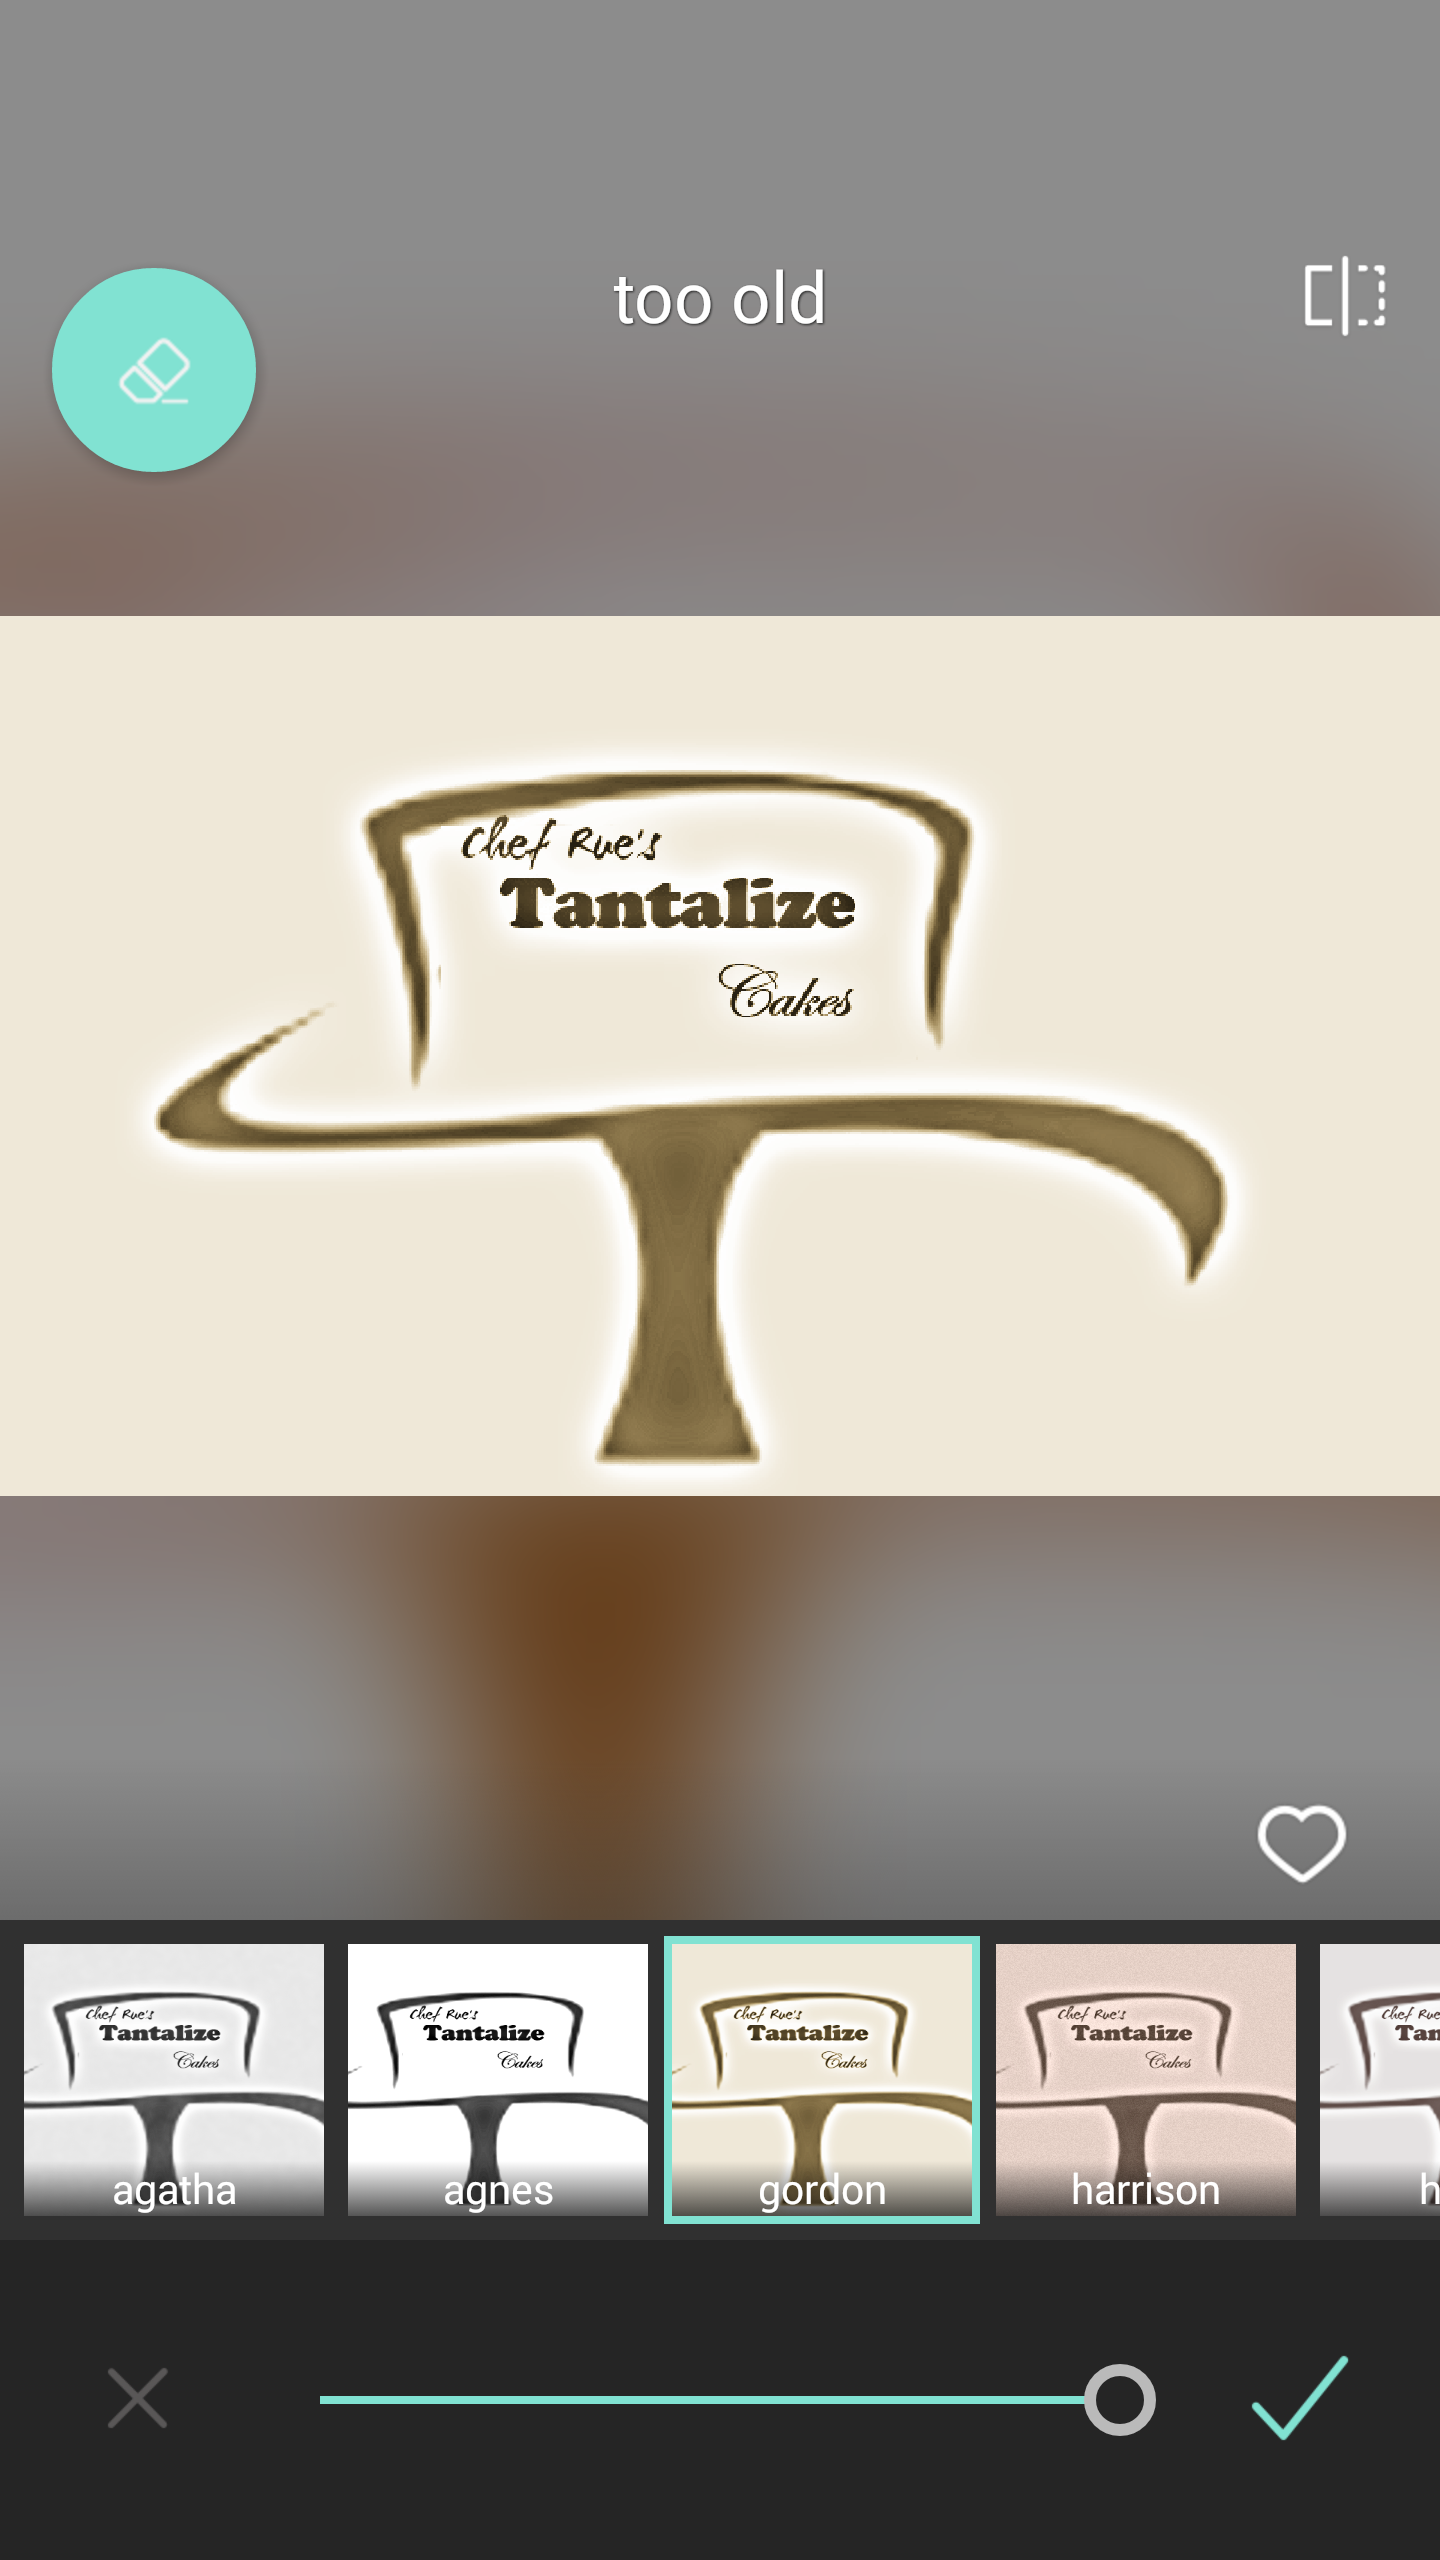 too old
Chef Rue's
Tantalize
Cakes
Chef Rue's
Tantalize
Cakes
agatha
Chef Rue's
Tantalize
Cakes
agnes
Chef Rue's
Tantalize
Cakes
gordon
Chef Rue's
Tantalize
Cakes
harrison
Chef Rue
Tan
h